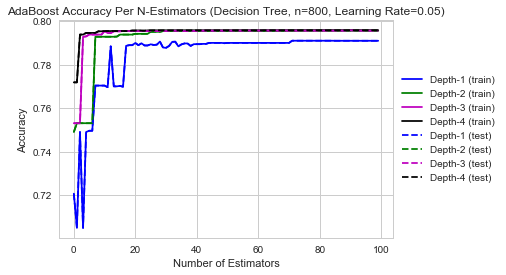 AdaBoost Accuracy Per N-Estimators (Decision Tree, n=800, Learning Rate=0.05)
0.80
0.78
0.76
0.74
0.72
Accuracy
0 20 40 60 80 100
Number of Estimators
Depth-1 (train)
Depth-2 (train)
Depth-3 (train)
Depth-4 (train)
Depth-1 (test)
Depth-2 (test)
Depth-3 (test)
Depth-4 (test)